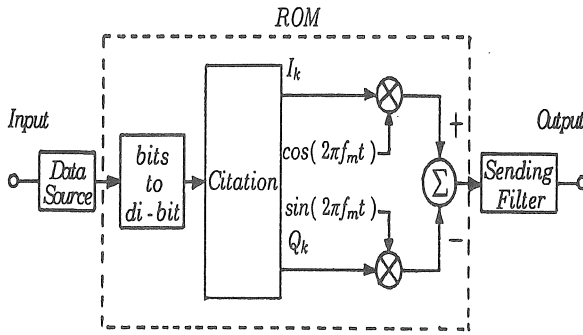 ROM
Input
Data
Source
bits
to
di-bit
Citation
I_k
cos(2πf_m t)
sin(2πf_m t)
Q_k
+
Σ
−
Output
Sending
Filter